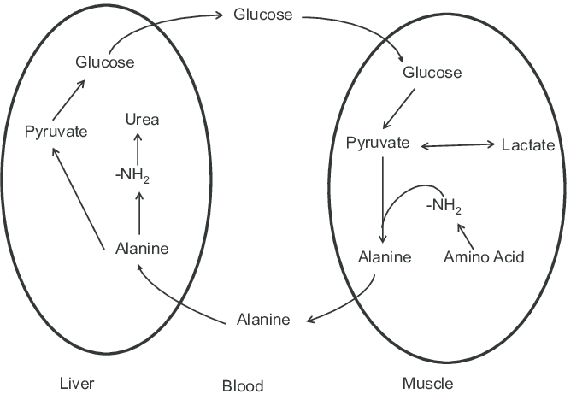 Glucose
Glucose
Pyruvate
Urea
-NH2
Alanine
Glucose
Pyruvate
Lactate
-NH2
Alanine
Amino Acid
Alanine
Liver
Blood
Muscle